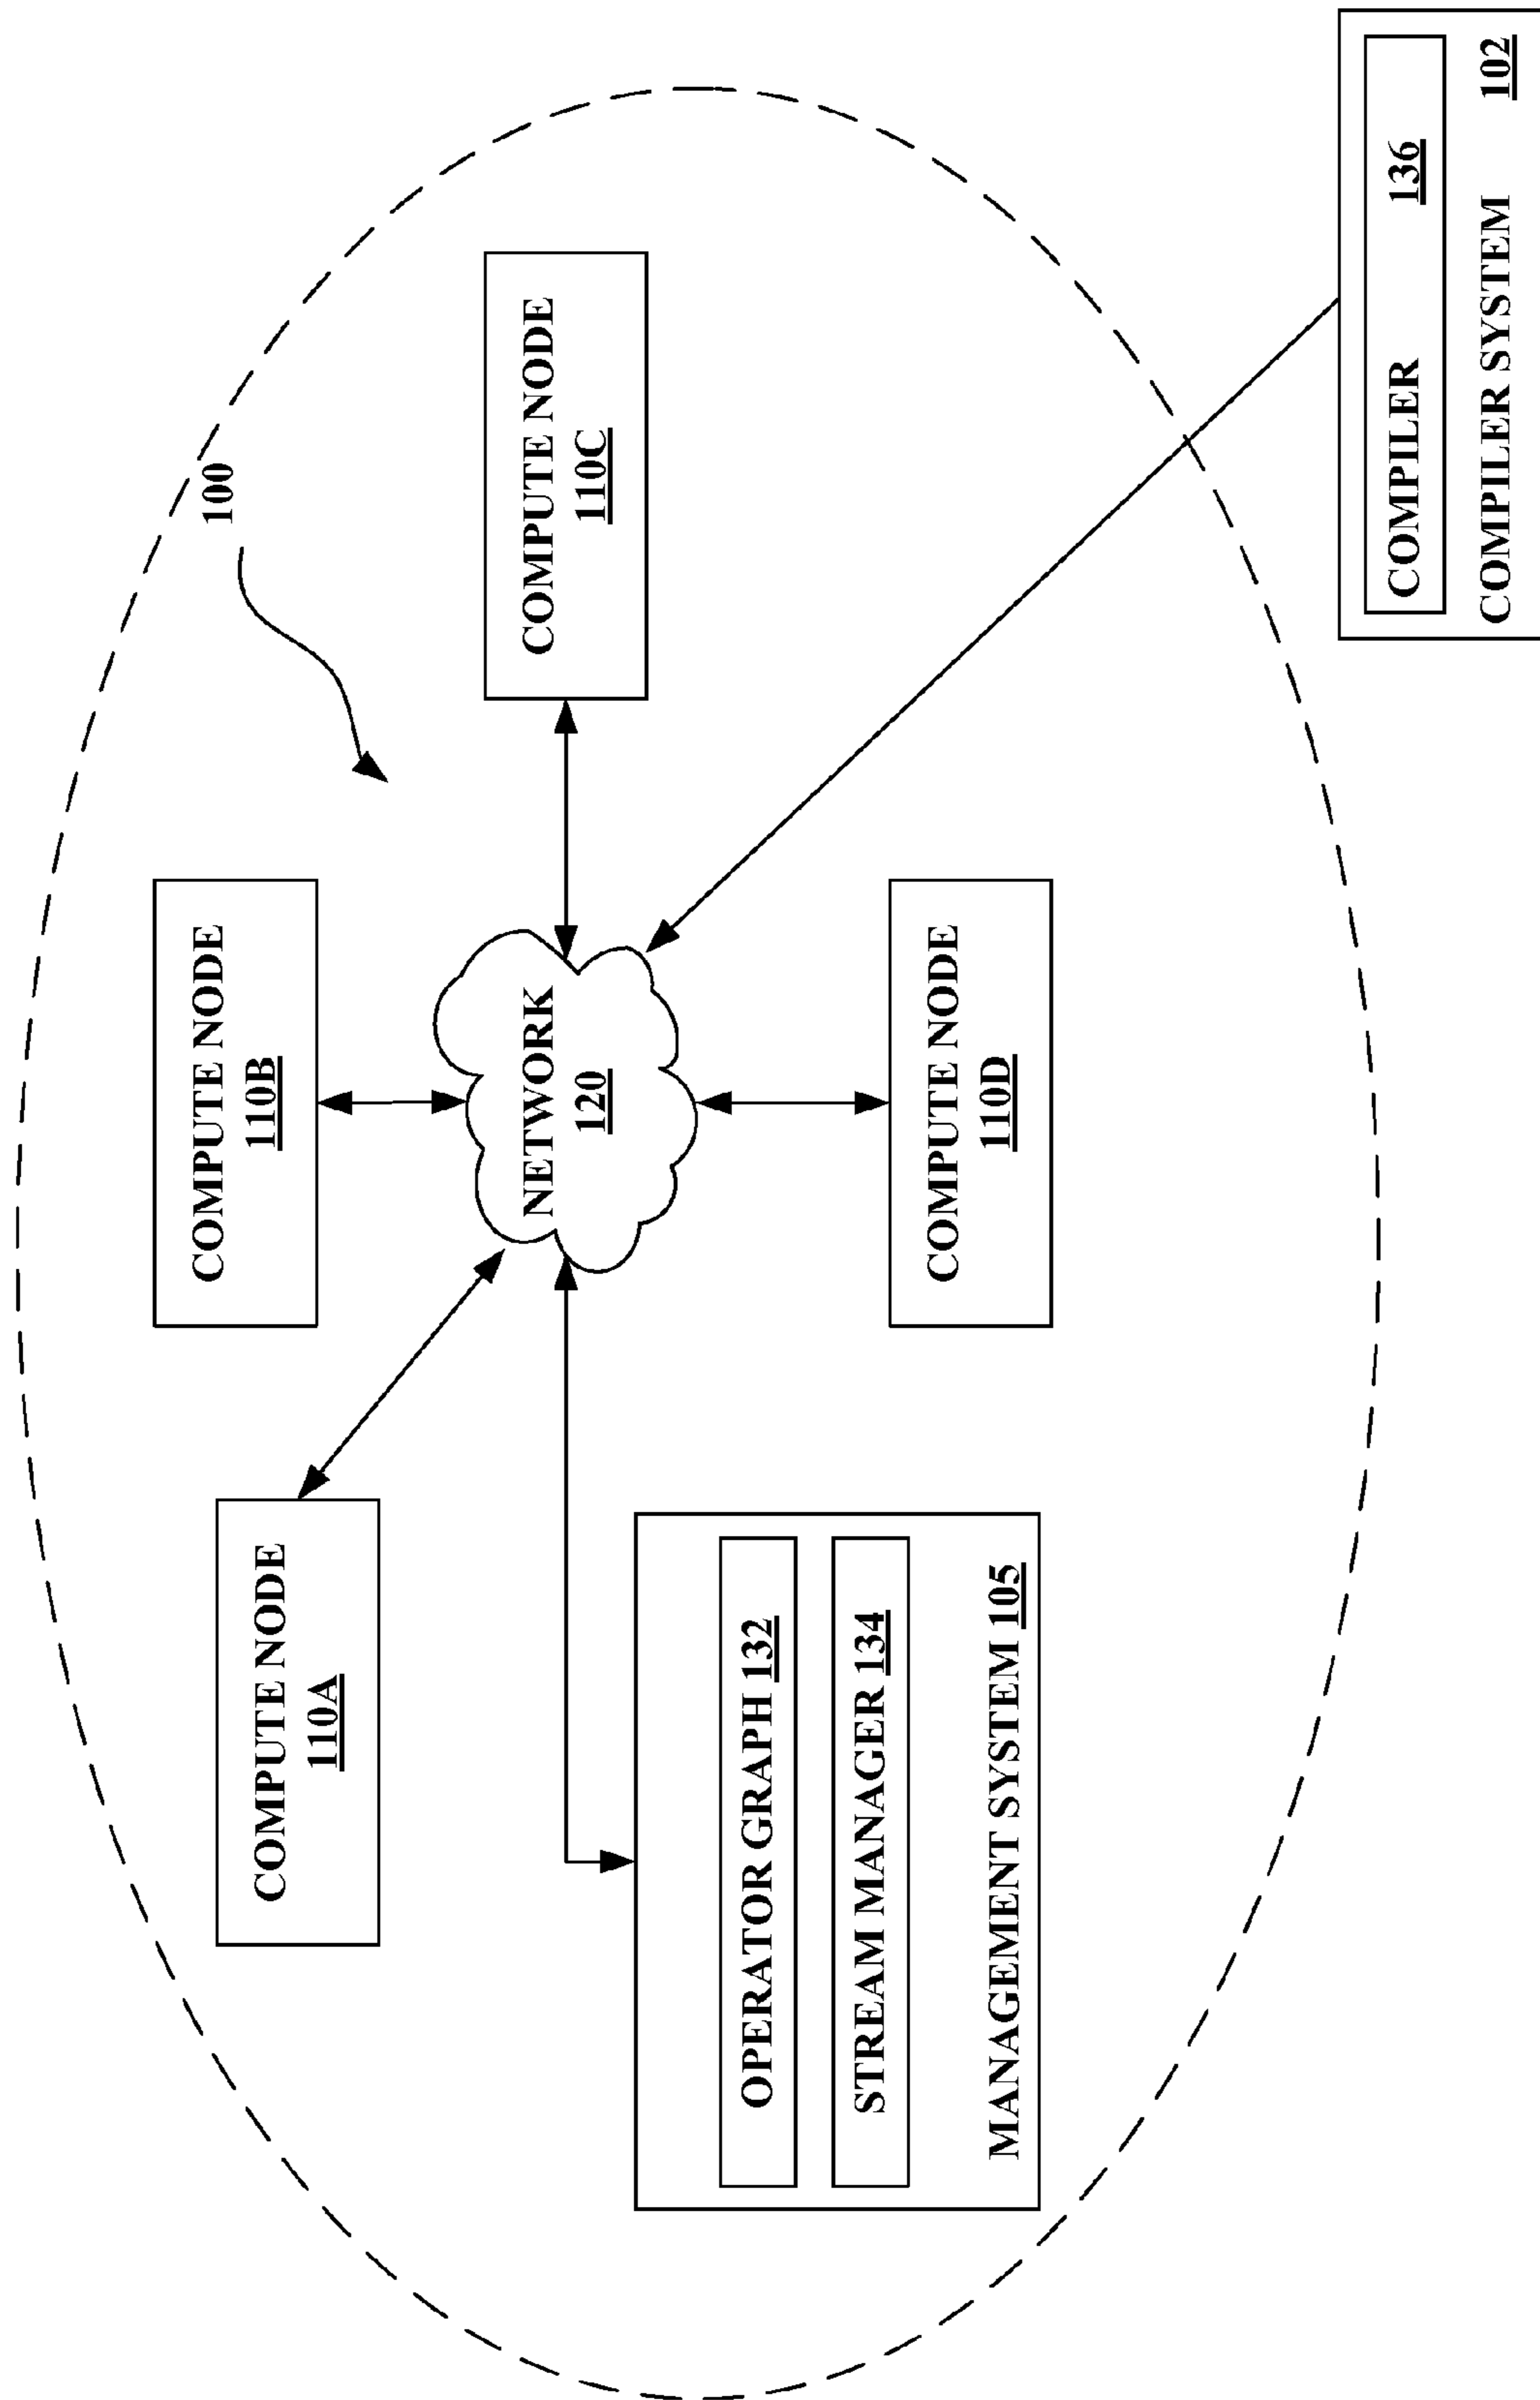 100
COMPUTE NODE
110B
COMPUTE NODE
110A
COMPUTE NODE
110C
NETWORK
120
OPERATOR GRAPH 132
STREAM MANAGER 134
MANAGEMENT SYSTEM 105
COMPUTE NODE
110D
COMPILER 136
COMPILER SYSTEM 102